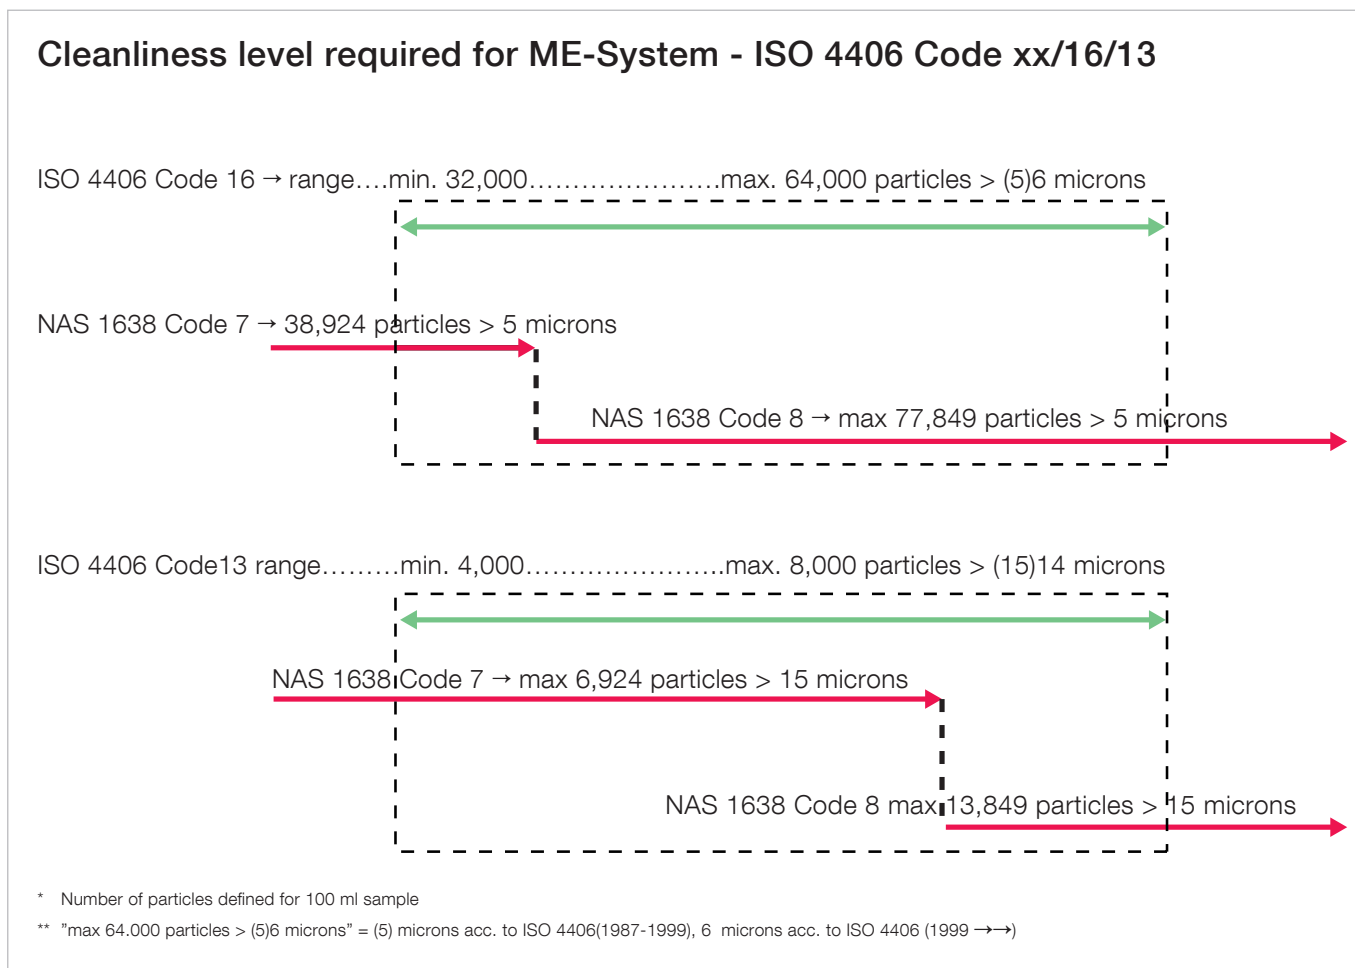 Cleanliness level required for ME-System - ISO 4406 Code xx/16/13
ISO 4406 Code 16 → range....min. 32,000........................max. 64,000 particles > (5)6 microns
NAS 1638 Code 7 → 38,924 particles > 5 microns
NAS 1638 Code 8 → max 77,849 particles > 5 microns
ISO 4406 Code13 range.........min. 4,000.........................max. 8,000 particles > (15)14 microns
NAS 1638 Code 7 → max 6,924 particles > 15 microns
NAS 1638 Code 8 max 13,849 particles > 15 microns
* Number of particles defined for 100 ml sample
** "max 64.000 particles > (5)6 microns" = (5) microns acc. to ISO 4406(1987-1999), 6 microns acc. to ISO 4406 (1999 →→)